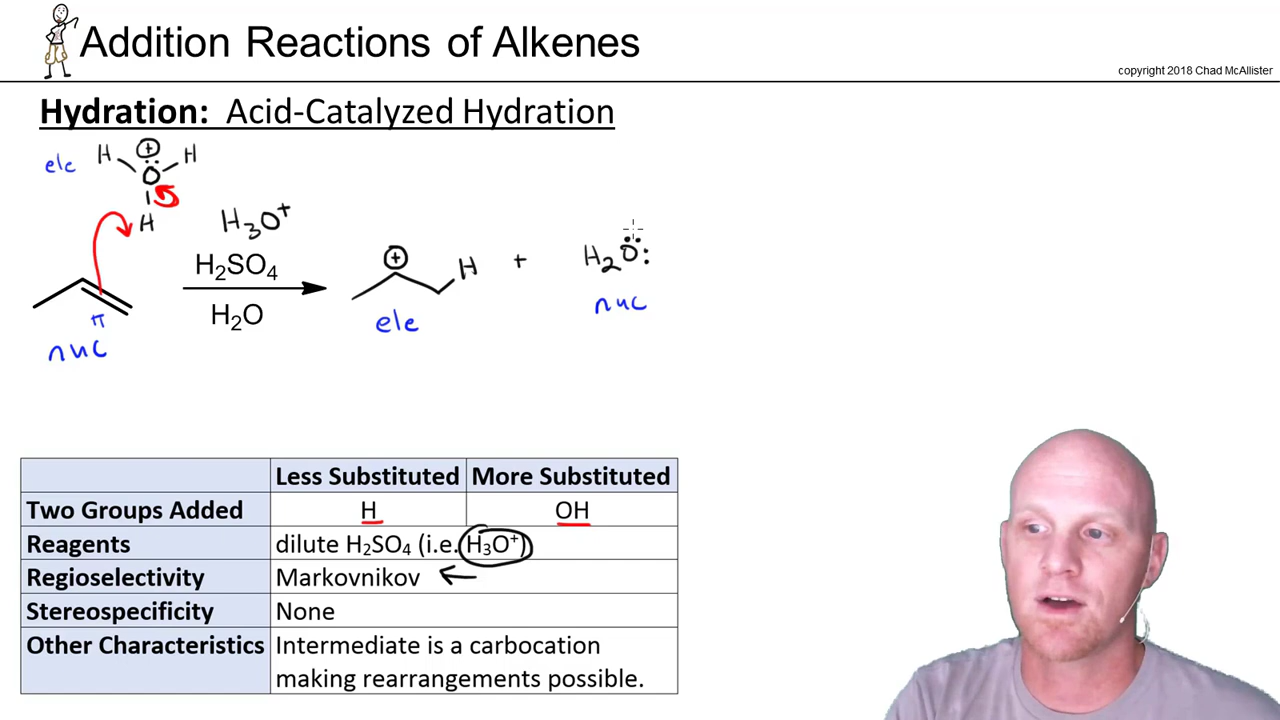 Addition Reactions of Alkenes
copyright 2018 Chad McAllister
Hydration: Acid-Catalyzed Hydration
ele H ⊕ H
O
H
H₃O⁺
H₂SO₄
H₂O
π
nuc
⊕ H
ele
+
H₂O:
nuc
Less Substituted More Substituted
Two Groups Added H OH
Reagents dilute H₂SO₄ (i.e. H₃O⁺)
Regioselectivity Markovnikov
Stereospecificity None
Other Characteristics Intermediate is a carbocation
making rearrangements possible.